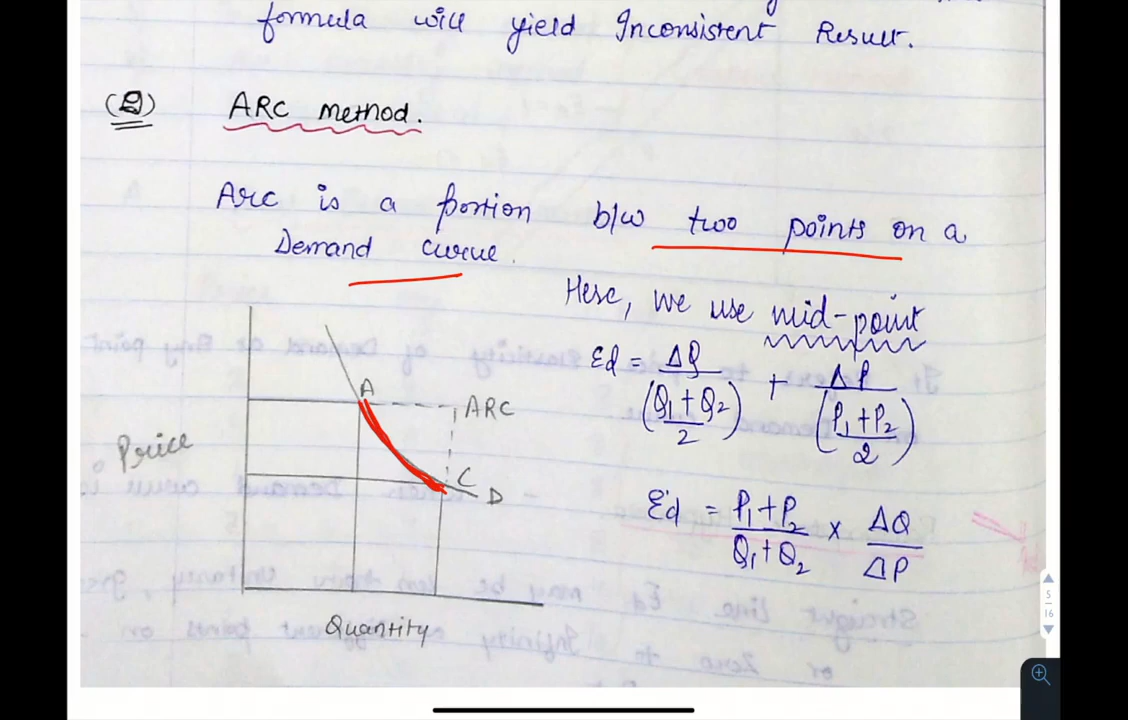 formula will yield Inconsistent Result.
(2) ARC Method.
Arc is a portion b/w two points on a
Demand curve.
Here, we use mid-point
Ed = ΔQ / ((Q1 + Q2) / 2) + ΔP / ((P1 + P2) / 2)
A
ARC
Price
C
D
Ed = P1 + P2 / Q1 + Q2 × ΔQ / ΔP
Quantity
5
16